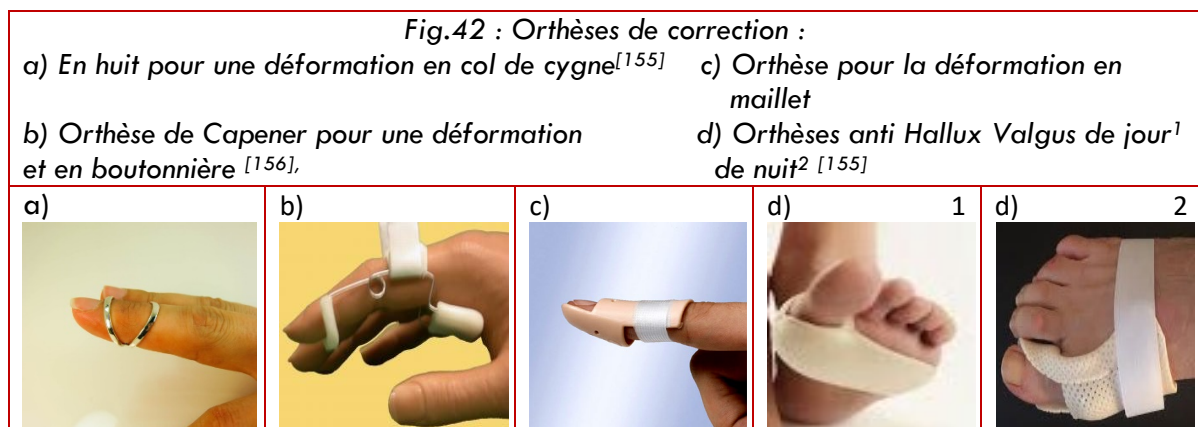 Fig.42 : Orthèses de correction :
a) En huit pour une déformation en col de cygne[155]
b) Orthèse de Capener pour une déformation
et en boutonnière [156],
c) Orthèse pour la déformation en
maillet
d) Orthèses anti Hallux Valgus de jour1
de nuit2 [155]
a)
b)
c)
d) 1
d) 2